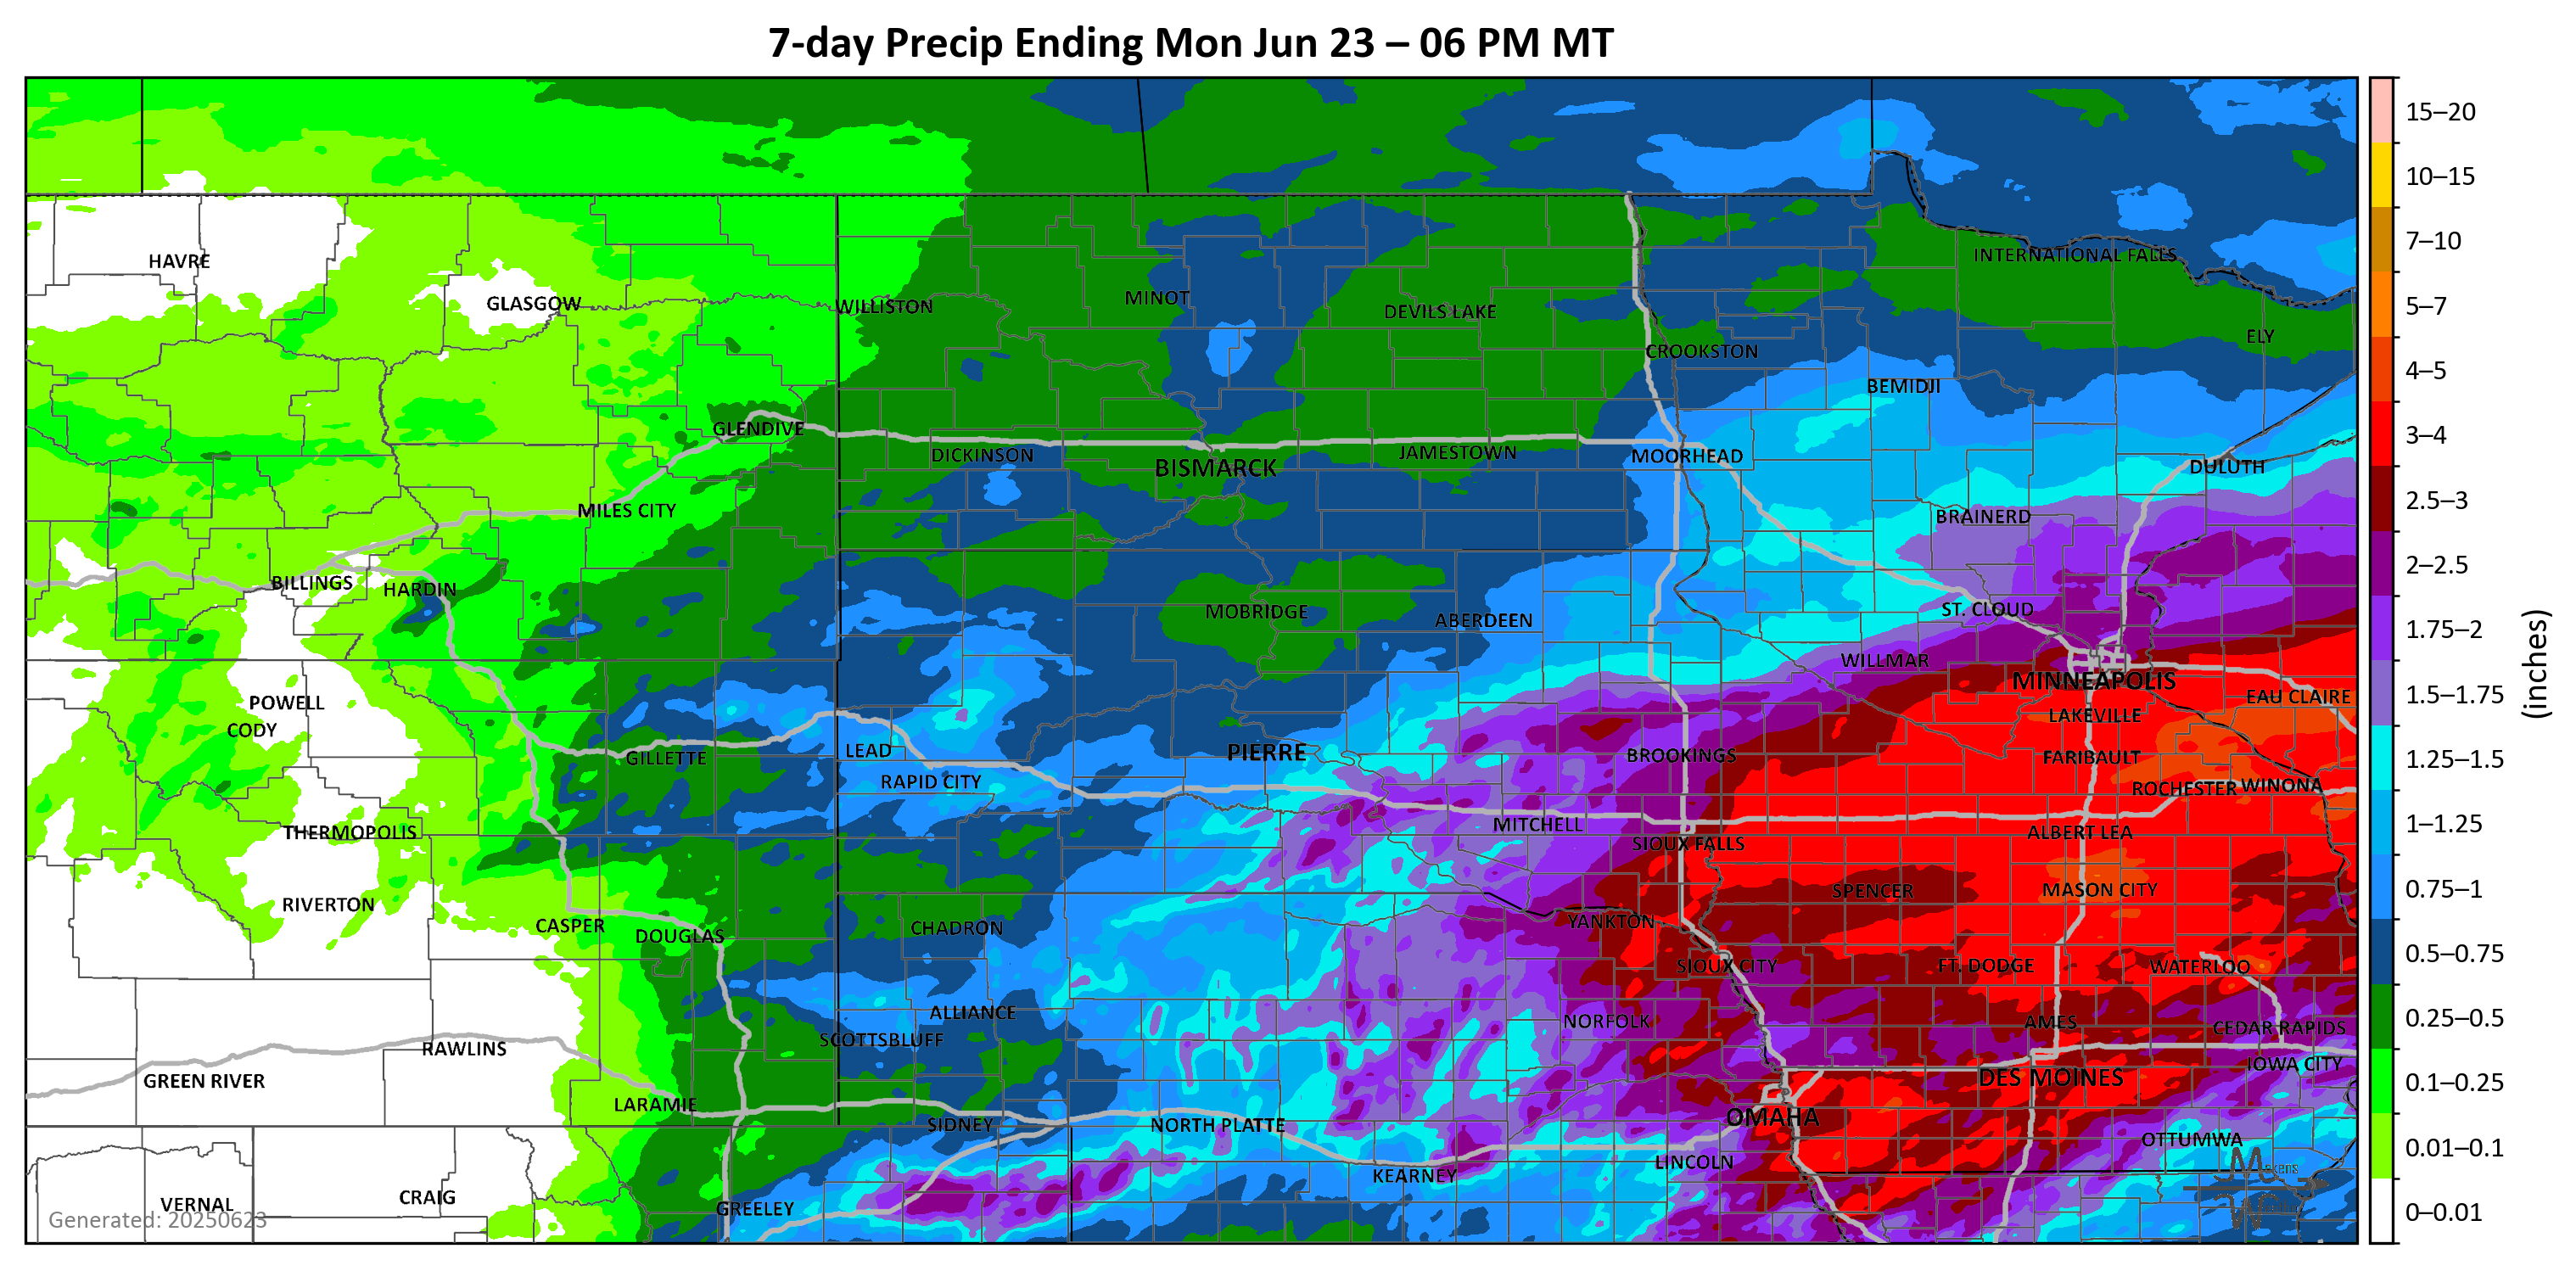 7-day Precip Ending Mon Jun 23 – 06 PM MT
15–20
10–15
7–10
5–7
4–5
3–4
2.5–3
2–2.5
1.75–2
1.5–1.75
1.25–1.5
1–1.25
0.75–1
0.5–0.75
0.25–0.5
0.1–0.25
0.01–0.1
0–0.01
(inches)
HAVRE
INTERNATIONAL FALLS
GLASGOW
WILLISTON
MINOT
DEVILS LAKE
ELY
CROOKSTON
BEMIDJI
GLENDIVE
DICKINSON
BISMARCK
JAMESTOWN
MOORHEAD
DULUTH
MILES CITY
BRAINERD
BILLINGS
HARDIN
MOBRIDGE
ABERDEEN
ST. CLOUD
WILLMAR
MINNEAPOLIS
EAU CLAIRE
POWELL
CODY
LAKEVILLE
GILLETTE
LEAD
PIERRE
BROOKINGS
FARIBAULT
RAPID CITY
ROCHESTER
WINONA
THERMOPOLIS
MITCHELL
ALBERT LEA
SIOUX FALLS
RIVERTON
SPENCER
MASON CITY
CASPER
DOUGLAS
CHADRON
YANKTON
SIOUX CITY
FT. DODGE
WATERLOO
ALLIANCE
NORFOLK
AMES
CEDAR RAPIDS
SCOTTSBLUFF
RAWLINS
IOWA CITY
GREEN RIVER
DES MOINES
LARAMIE
SIDNEY
NORTH PLATTE
OMAHA
OTTUMWA
LINCOLN
KEARNEY
VERNAL
CRAIG
GREELEY
Generated: 20250623